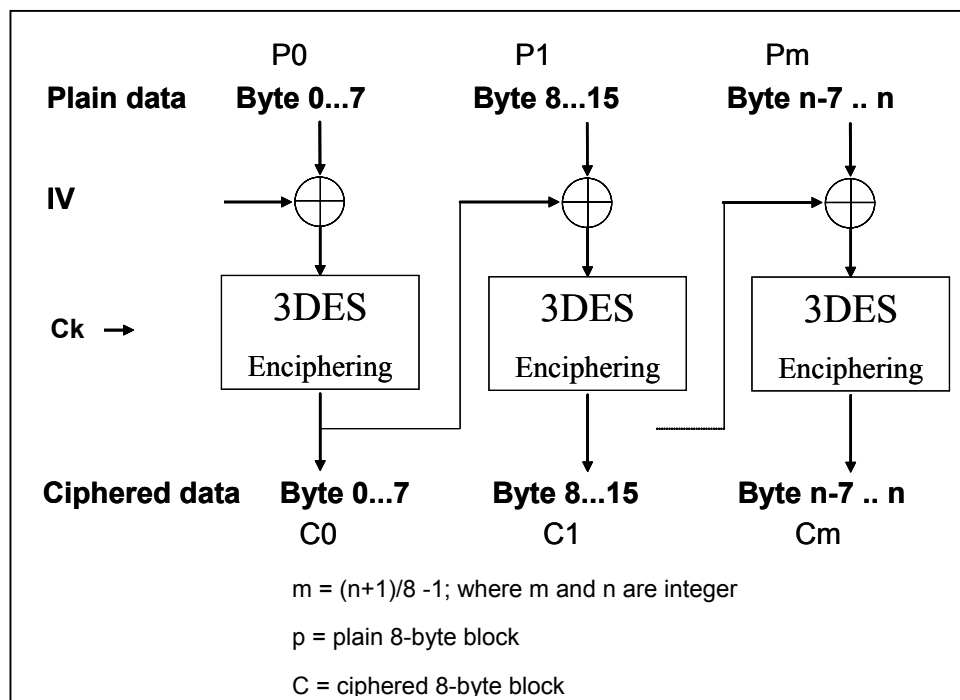 P0 P1 Pm
Plain data Byte 0...7 Byte 8...15 Byte n-7 .. n
IV
3DES 3DES 3DES
Ck
Enciphering Enciphering Enciphering
Ciphered data Byte 0...7 Byte 8...15 Byte n-7 .. n
C0 C1 Cm
m = (n+1)/8 -1; where m and n are integer
p = plain 8-byte block
C = ciphered 8-byte block